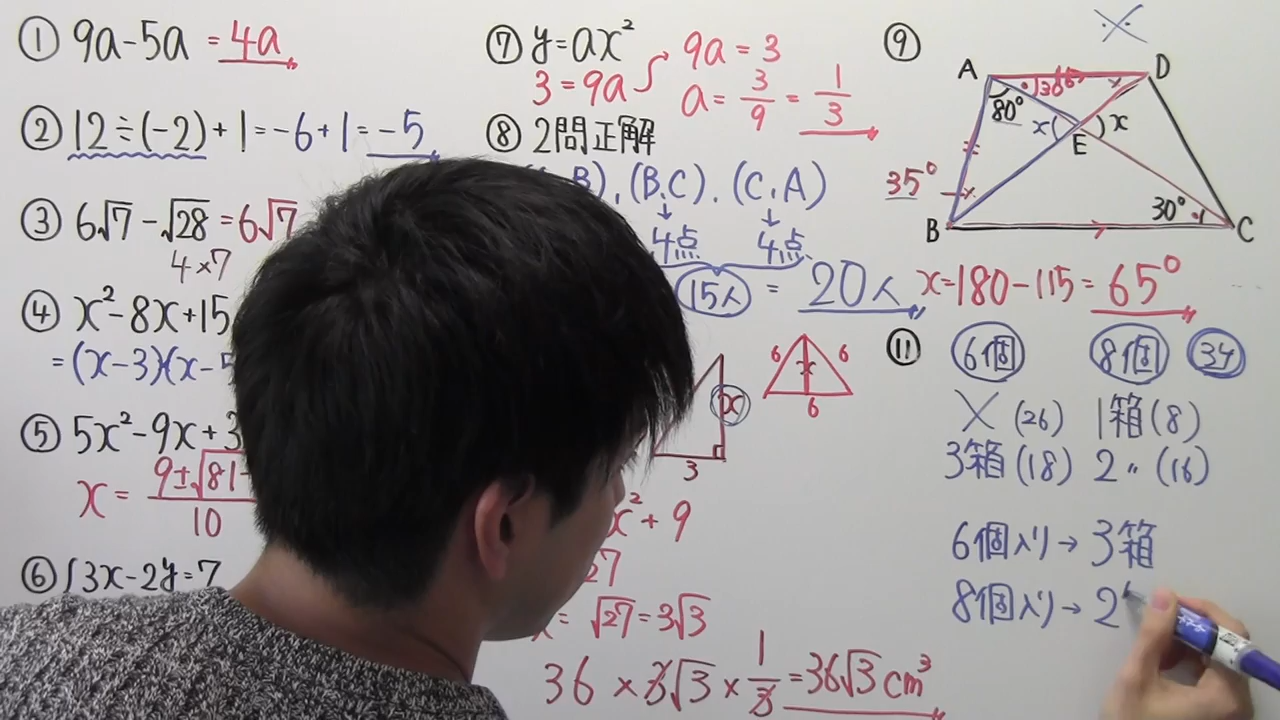 ① 9a-5a = 4a
② 12÷(-2)+1 = -6+1 = -5
③ 6√7 - √28 = 6√7
4×7
④ x²-8x+15
= (x-3)(x-5
⑤ 5x²-9x+3
x = 9±√81-
10
⑥ 3x-2y=7
⑦ y=ax²
3=9a
9a=3
a= 3/9 = 1/3
⑧ 2問正解
B).(B.C).(C.A)
4点 4点
15人 = 20人
6 6
x
6
x
3
x²+9
27
= √27 = 3√3
36 × 3√3 × 1/3 = 36√3 cm³
⑨
A D
30°
80° x E x
35°
30°
B C
x=180-115=65°
⑪ 6個 8個 34
X (26) 1箱(8)
3箱(18) 2〃(16)
6個入り→3箱
8個入り→2